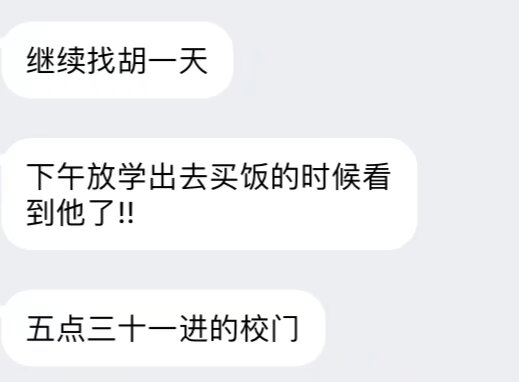 继续找胡一天
下午放学出去买饭的时候看
到他了!!
五点三十一进的校门